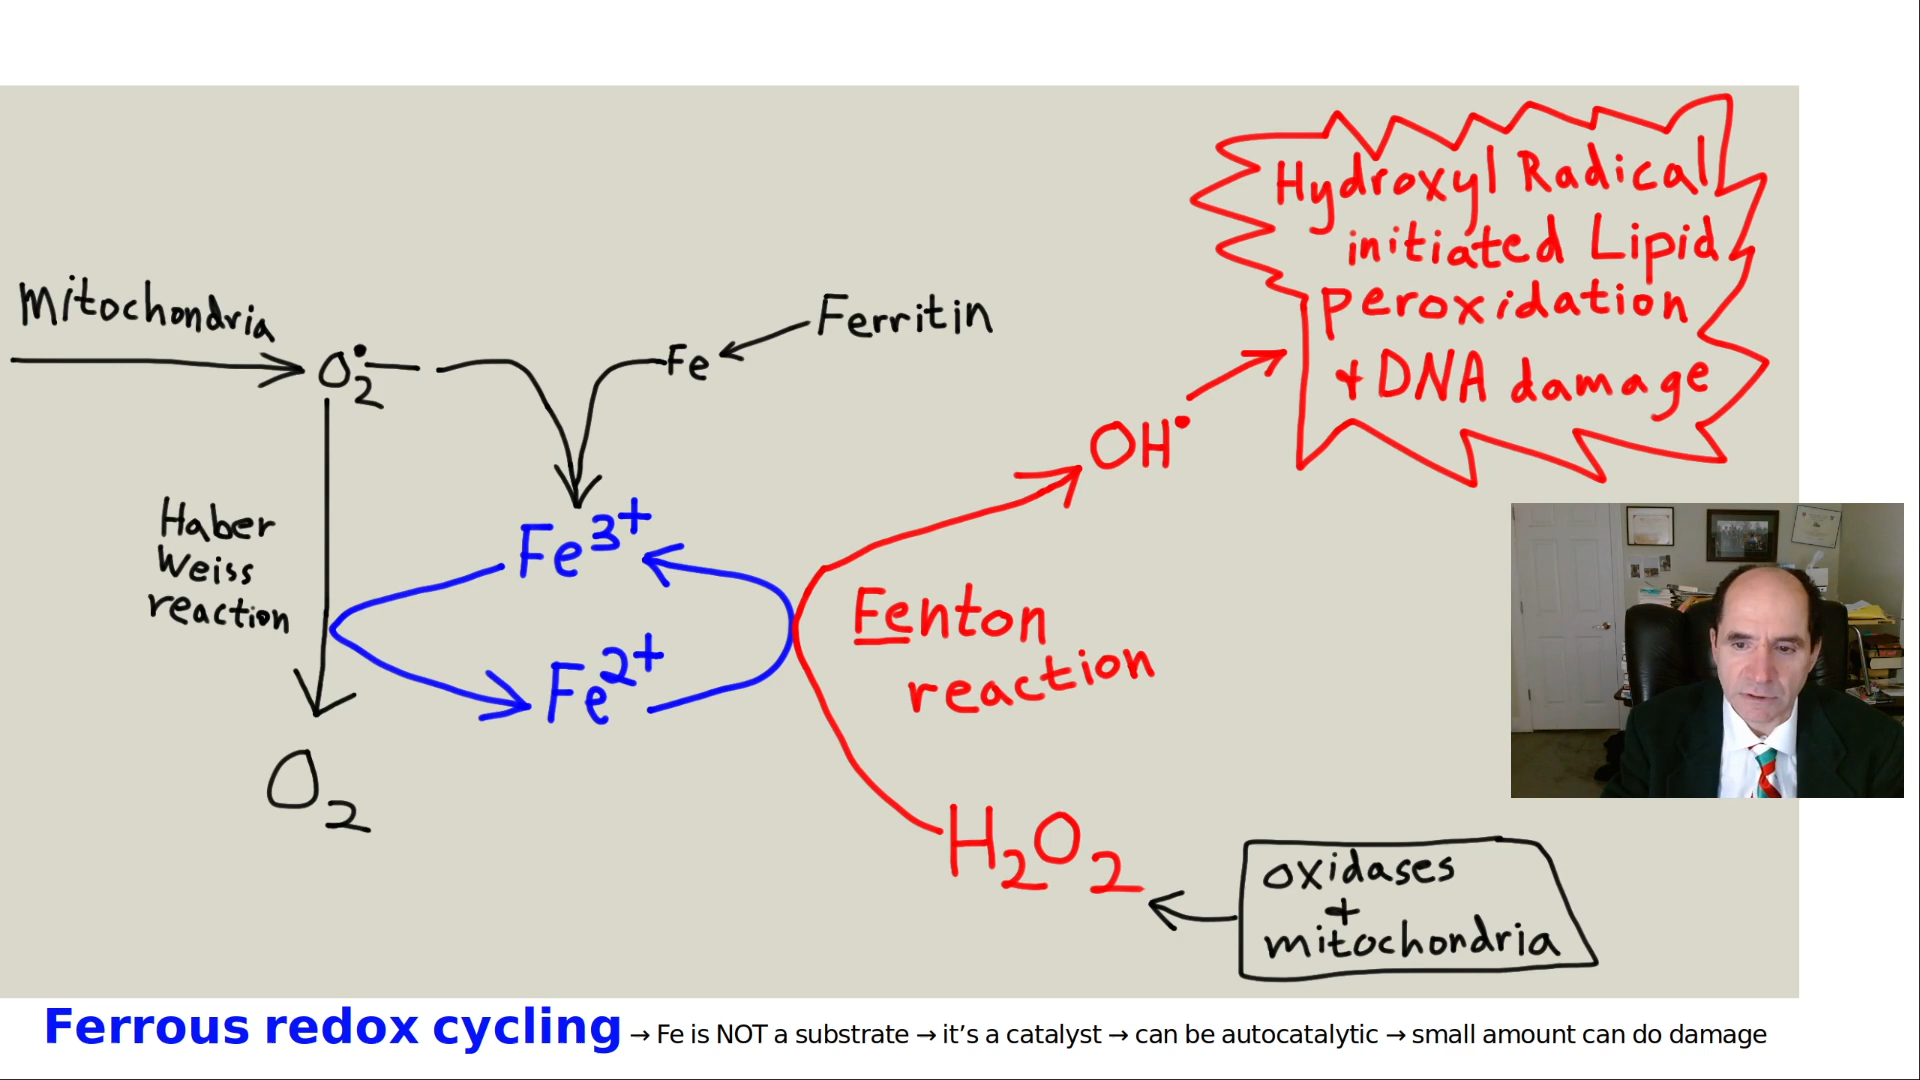 Hydroxyl Radical
initiated Lipid
peroxidation
+ DNA damage
mitochondria
O₂•—
Fe
Ferritin
OH•
Haber
Weiss
reaction
Fe³⁺
Fe²⁺
Fenton
reaction
O₂
H₂O₂
oxidases
+
mitochondria
Ferrous redox cycling → Fe is NOT a substrate → it’s a catalyst → can be autocatalytic → small amount can do damage